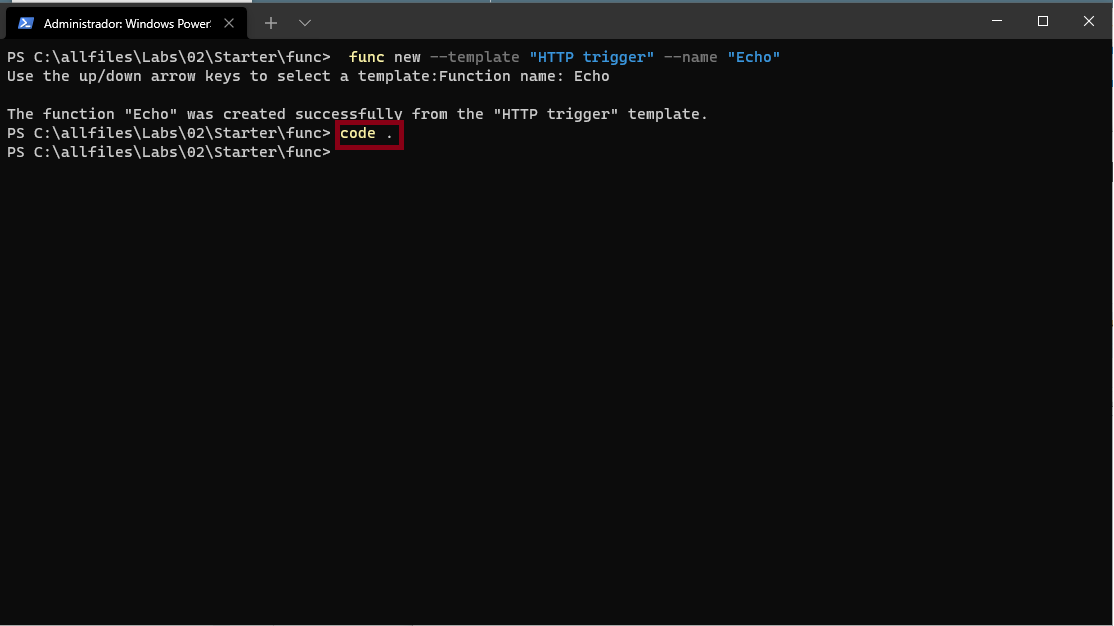 Administrador: Windows Power
PS C:\allfiles\Labs\02\Starter\func>  func new --template "HTTP trigger" --name "Echo"
Use the up/down arrow keys to select a template:Function name: Echo
The function "Echo" was created successfully from the "HTTP trigger" template.
PS C:\allfiles\Labs\02\Starter\func> code .
PS C:\allfiles\Labs\02\Starter\func>